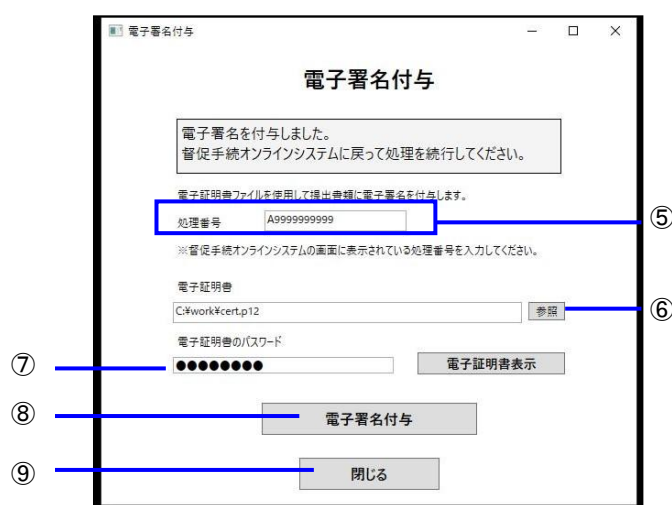 電子署名付与
電子署名付与
電子署名を付与しました。
督促手続オンラインシステムに戻って処理を続行してください。
電子証明書ファイルを使用して提出書類に電子署名を付与します。
処理番号 A9999999999 ⑤
※督促手続オンラインシステムの画面に表示されている処理番号を入力してください。
電子証明書
C:¥work¥cert.p12 参照 ⑥
電子証明書のパスワード
⑦ ●●●●●●●● 電子証明書表示
⑧ 電子署名付与
⑨ 閉じる